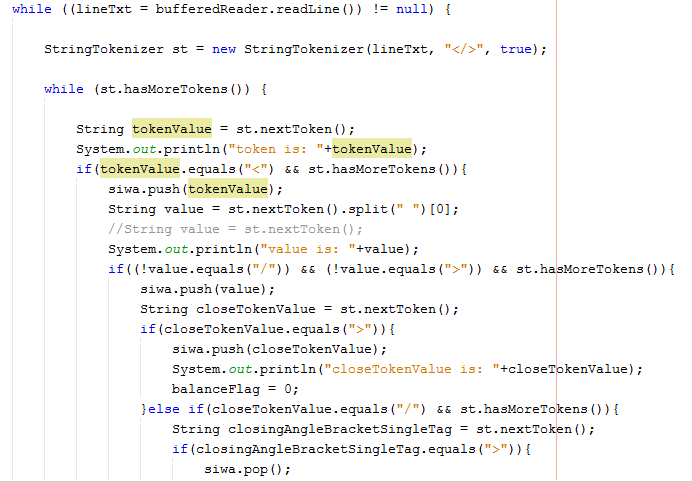 while ((lineTxt = bufferedReader.readLine()) != null) {
StringTokenizer st = new StringTokenizer(lineTxt, "</>", true);
while (st.hasMoreTokens()) {
String tokenValue = st.nextToken();
System.out.println("token is: "+tokenValue);
if(tokenValue.equals("<") && st.hasMoreTokens()){
siwa.push(tokenValue);
String value = st.nextToken().split(" ")[0];
//String value = st.nextToken();
System.out.println("value is: "+value);
if((!value.equals("/")) && (!value.equals(">")) && st.hasMoreTokens()){
siwa.push(value);
String closeTokenValue = st.nextToken();
if(closeTokenValue.equals(">")){
siwa.push(closeTokenValue);
System.out.println("closeTokenValue is: "+closeTokenValue);
balanceFlag = 0;
}else if(closeTokenValue.equals("/") && st.hasMoreTokens()){
String closingAngleBracketSingleTag = st.nextToken();
if(closingAngleBracketSingleTag.equals(">")){
siwa.pop();